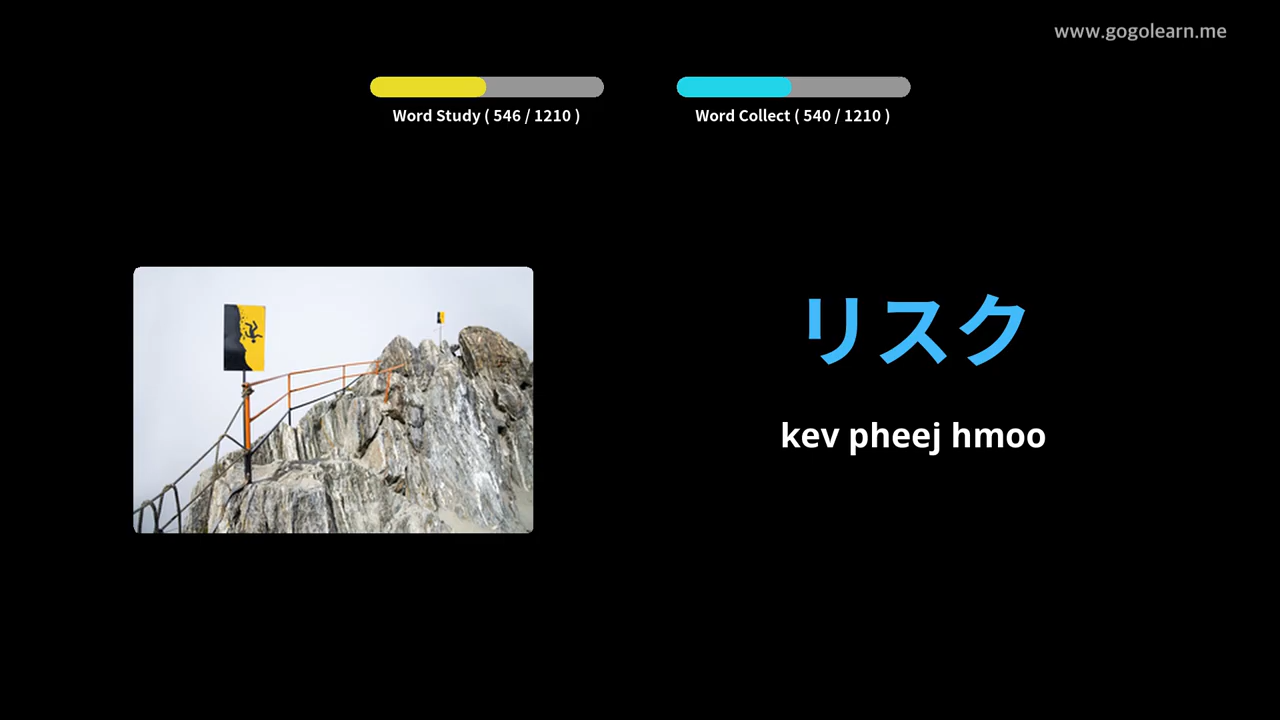 www.gogolearn.me
Word Study ( 546 / 1210 )
Word Collect ( 540 / 1210 )
リスク
kev pheej hmoo